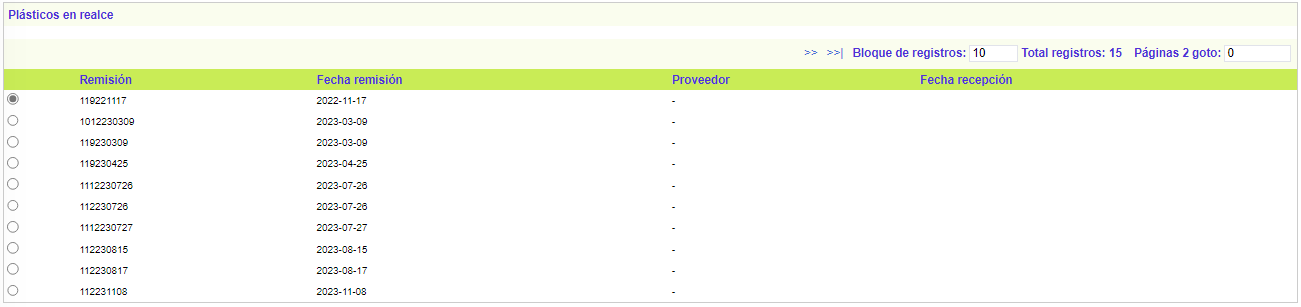 Plásticos en realce
>> >>| Bloque de registros: 10 Total registros: 15 Páginas 2 goto: 0
Remisión Fecha remisión Proveedor Fecha recepción
119221117 2022-11-17 -
1012230309 2023-03-09 -
119230309 2023-03-09 -
119230425 2023-04-25 -
1112230726 2023-07-26 -
112230726 2023-07-26 -
1112230727 2023-07-27 -
112230815 2023-08-15 -
112230817 2023-08-17 -
112231108 2023-11-08 -